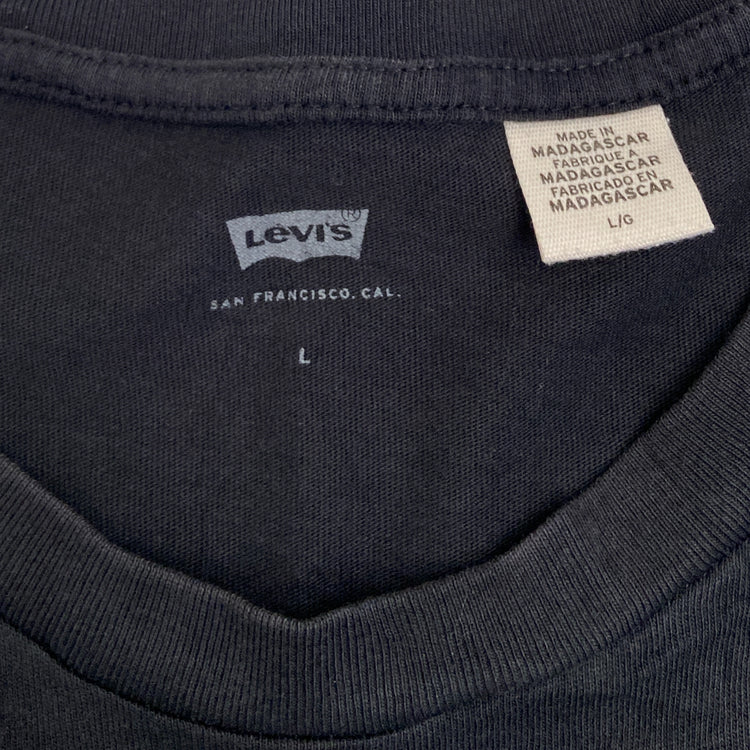 Levi's ®
SAN FRANCISCO, CAL.
L
MADE IN
MADAGASCAR
FABRIQUE A
MADAGASCAR
FABRICADO EN
MADAGASCAR
L/G